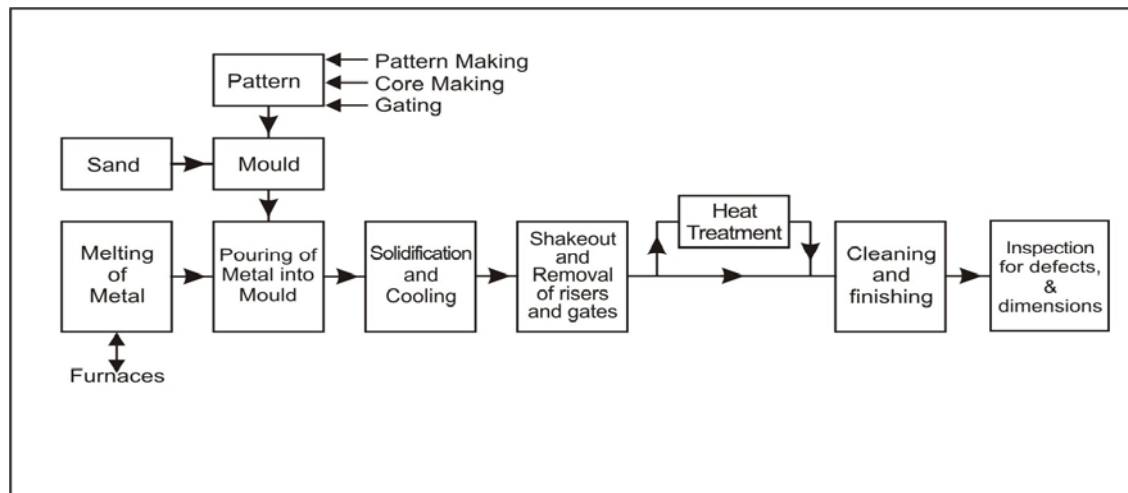 Pattern
Pattern Making
Core Making
Gating
Sand
Mould
Melting
of
Metal
Furnaces
Pouring of
Metal into
Mould
Solidification
and
Cooling
Shakeout
and
Removal
of risers
and gates
Heat
Treatment
Cleaning
and
finishing
Inspection
for defects,
&
dimensions